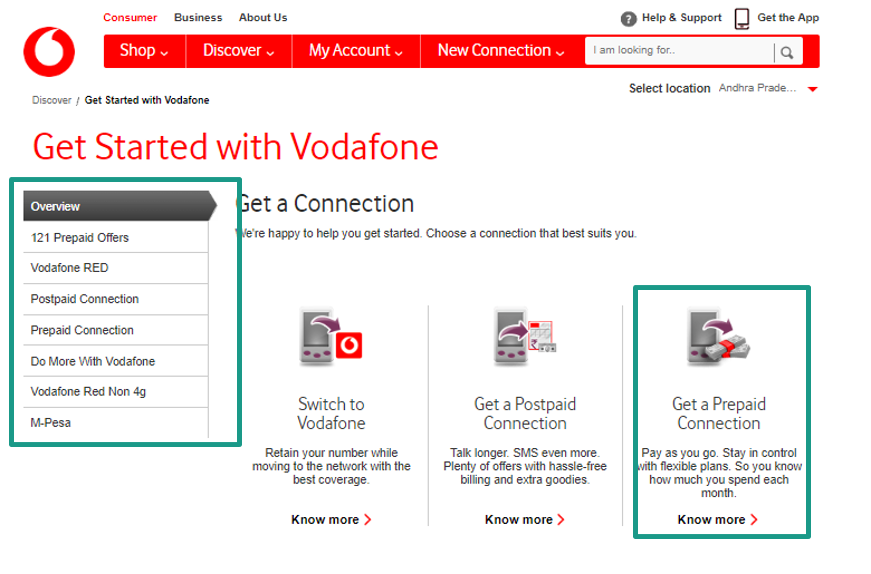 Consumer Business About Us Help & Support Get the App
Shop Discover My Account New Connection I am looking for..
Select location Andhra Prade...
Discover / Get Started with Vodafone
Get Started with Vodafone
Overview
121 Prepaid Offers
Vodafone RED
Postpaid Connection
Prepaid Connection
Do More With Vodafone
Vodafone Red Non 4g
M-Pesa
Get a Connection
We're happy to help you get started. Choose a connection that best suits you.
Switch to
Vodafone
Retain your number while
moving to the network with the
best coverage.
Know more
Get a Postpaid
Connection
Talk longer. SMS even more.
Plenty of offers with hassle-free
billing and extra goodies.
Know more
Get a Prepaid
Connection
Pay as you go. Stay in control
with flexible plans. So you know
how much you spend each
month.
Know more